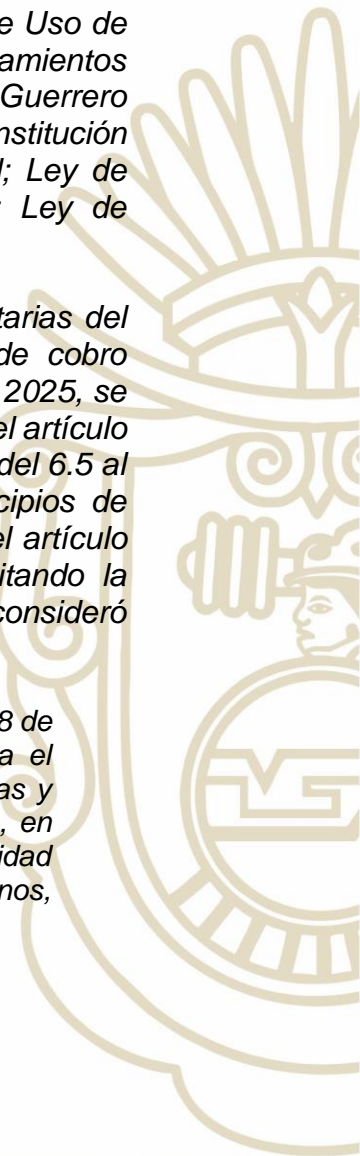 e Uso de
amientos
Guerrero
nstitución
l; Ley de
Ley de
tarias del
de cobro
2025, se
el artículo
del 6.5 al
cipios de
el artículo
itando la
consideró
8 de
a el
as y
, en
idad
nos,